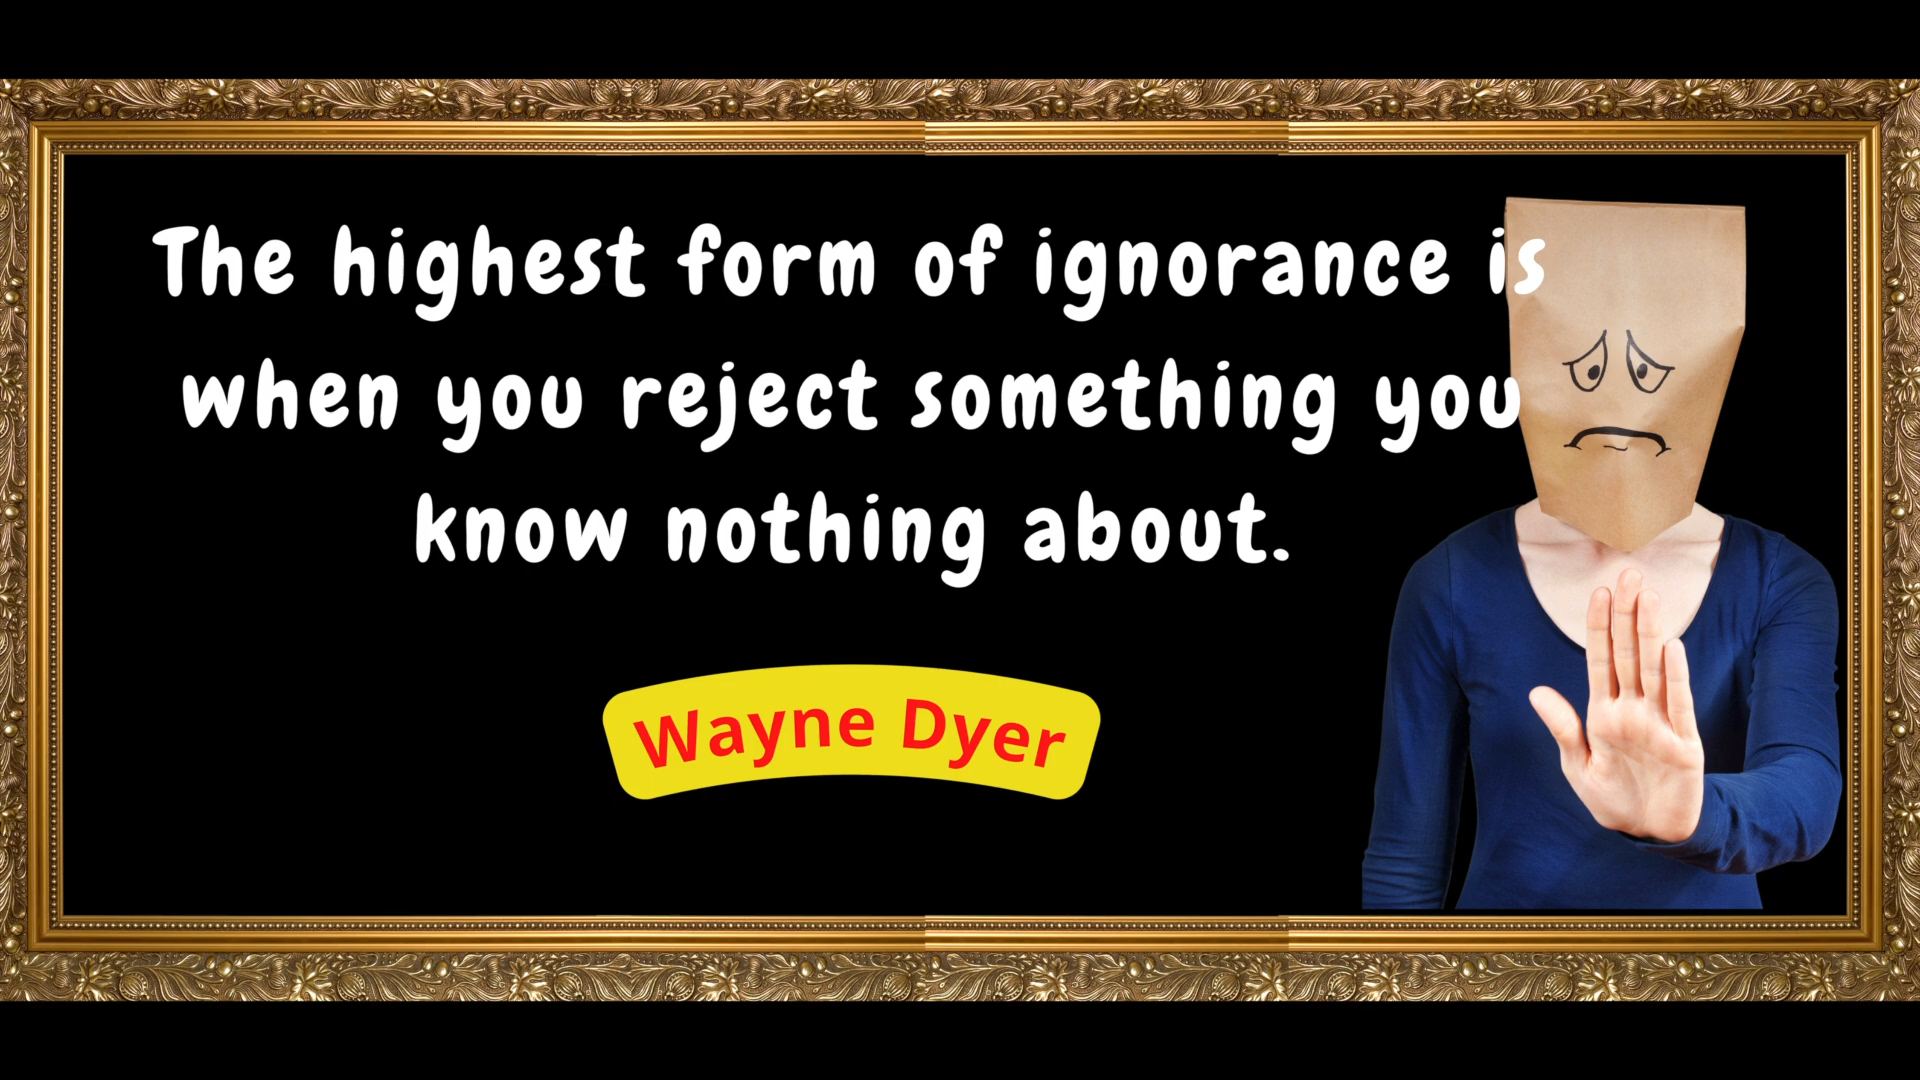 The highest form of ignorance is
when you reject something you
know nothing about.
Wayne Dyer